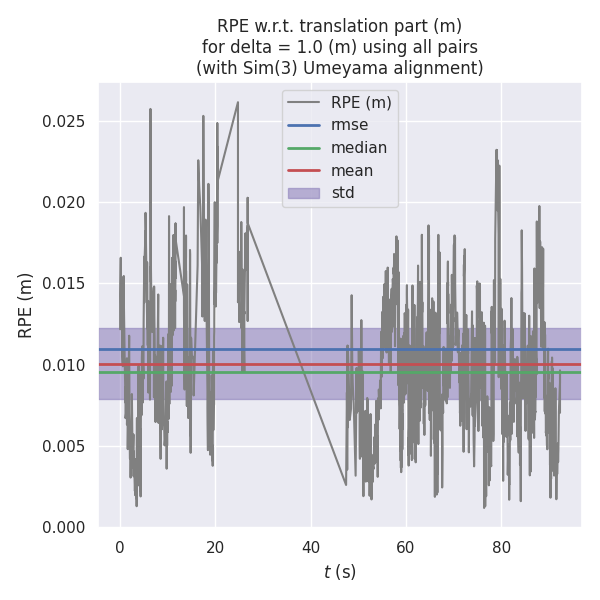 RPE w.r.t. translation part (m)
for delta = 1.0 (m) using all pairs
(with Sim(3) Umeyama alignment)
RPE (m)
rmse
median
mean
std
0.025
0.020
0.015
0.010
0.005
0.000
RPE (m)
0 20 40 60 80
t (s)